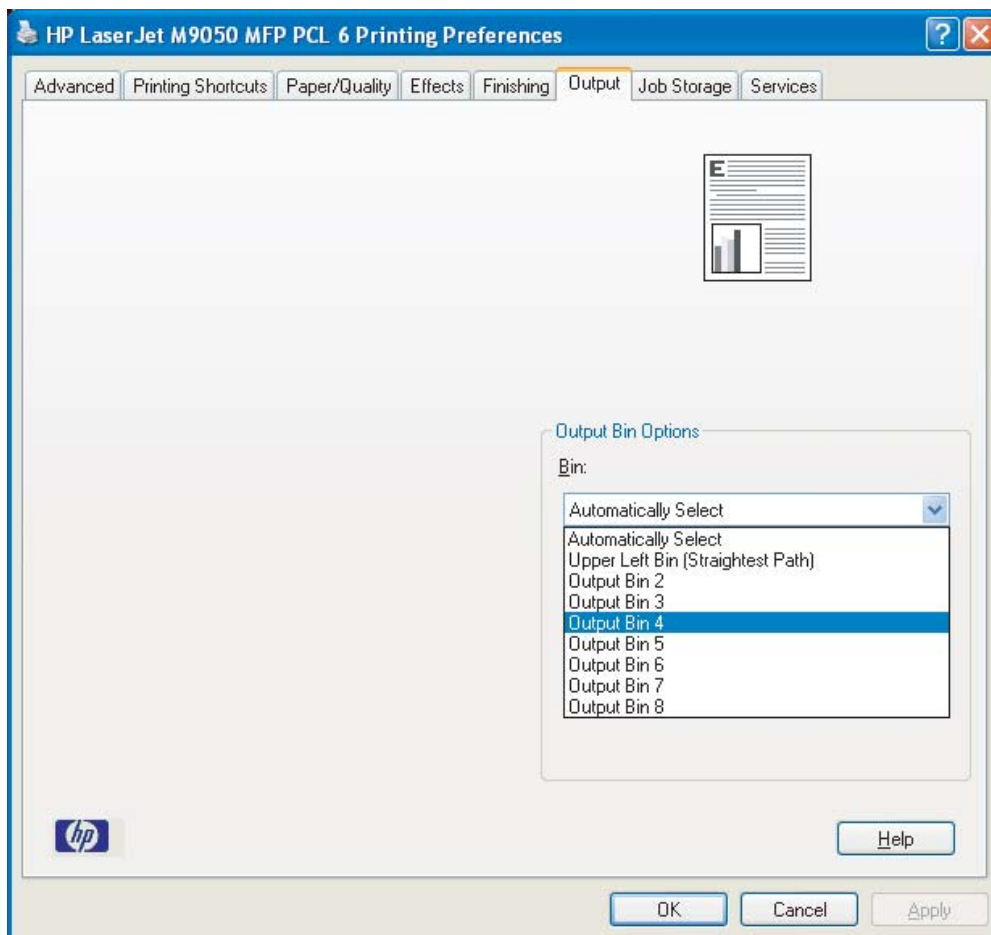 HP LaserJet M9050 MFP PCL 6 Printing Preferences
Advanced Printing Shortcuts Paper/Quality Effects Finishing Output Job Storage Services
E
Output Bin Options
Bin:
Automatically Select
Automatically Select
Upper Left Bin (Straightest Path)
Output Bin 2
Output Bin 3
Output Bin 4
Output Bin 5
Output Bin 6
Output Bin 7
Output Bin 8
hp
Help
OK Cancel Apply